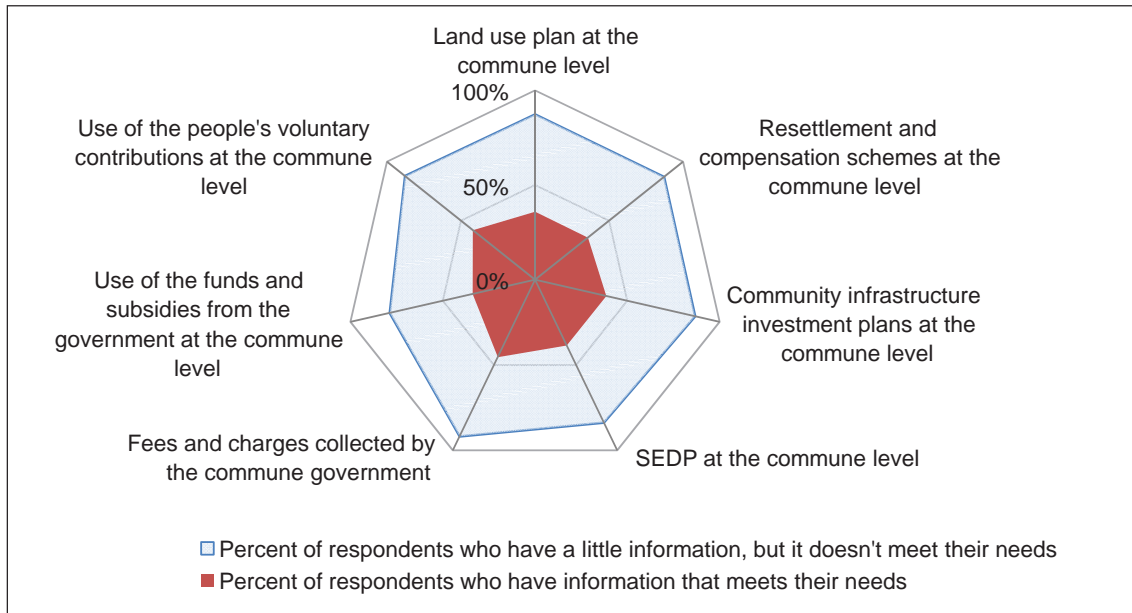 Land use plan at the
commune level
100%
Use of the people's voluntary
contributions at the commune
level
Resettlement and
compensation schemes at the
commune level
50%
0%
Use of the funds and
subsidies from the
government at the commune
level
Community infrastructure
investment plans at the
commune level
Fees and charges collected by
the commune government
SEDP at the commune level
Percent of respondents who have a little information, but it doesn't meet their needs
Percent of respondents who have information that meets their needs